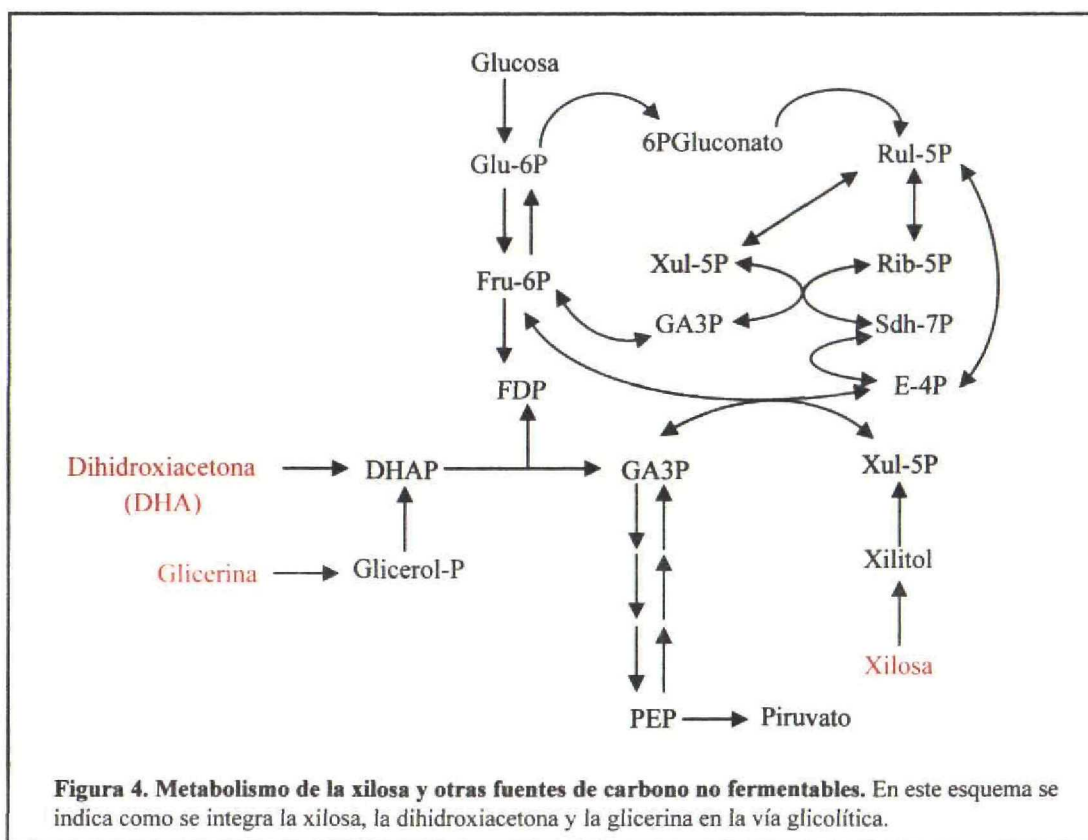 Glucosa
6PGluconato
Rul-5P
Glu-6P
Xul-5P
Rib-5P
Fru-6P
GA3P
Sdh-7P
FDP
E-4P
Dihidroxiacetona
(DHA)
DHAP
GA3P
Xul-5P
Glicerina
Glicerol-P
Xilitol
Xilosa
PEP
Piruvato
Figura 4. Metabolismo de la xilosa y otras fuentes de carbono no fermentables. En este esquema se
indica como se integra la xilosa, la dihidroxiacetona y la glicerina en la vía glicolítica.